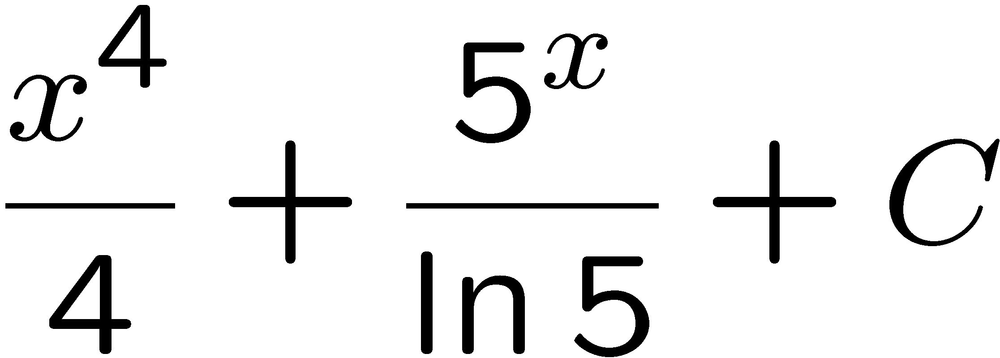 x^4/4 + 5^x/ln 5 + C